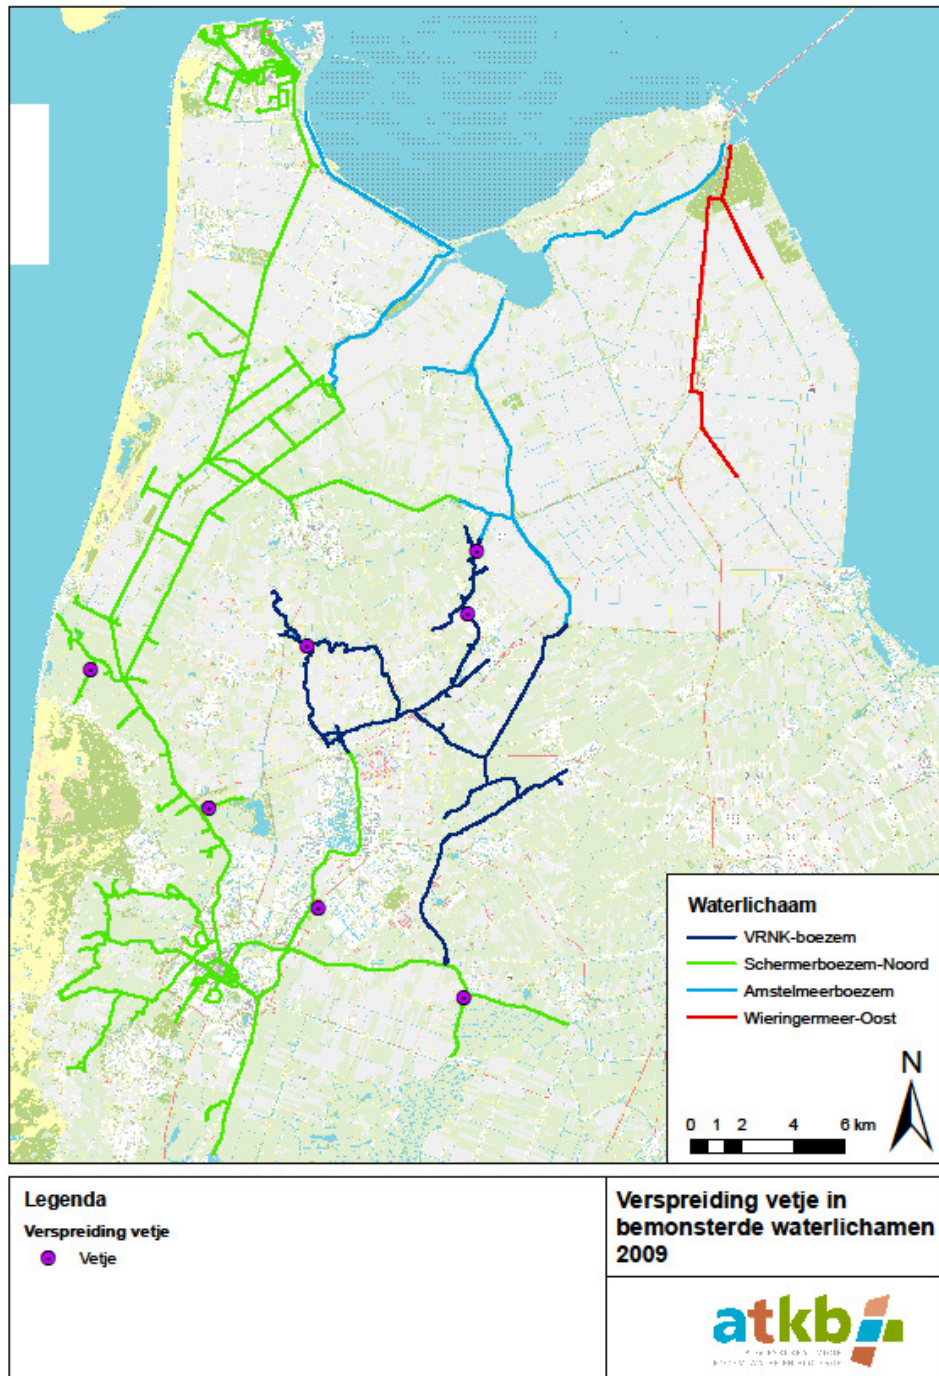 Waterlichaam
VRNK-boezem
Schermerboezem-Noord
Amstelmeerboezem
Wieringermeer-Oost
N
0 1 2 4 6 km
Legenda
Verspreiding vetje
Vetje
Verspreiding vetje in
bemonsterde waterlichamen
2009
atkb